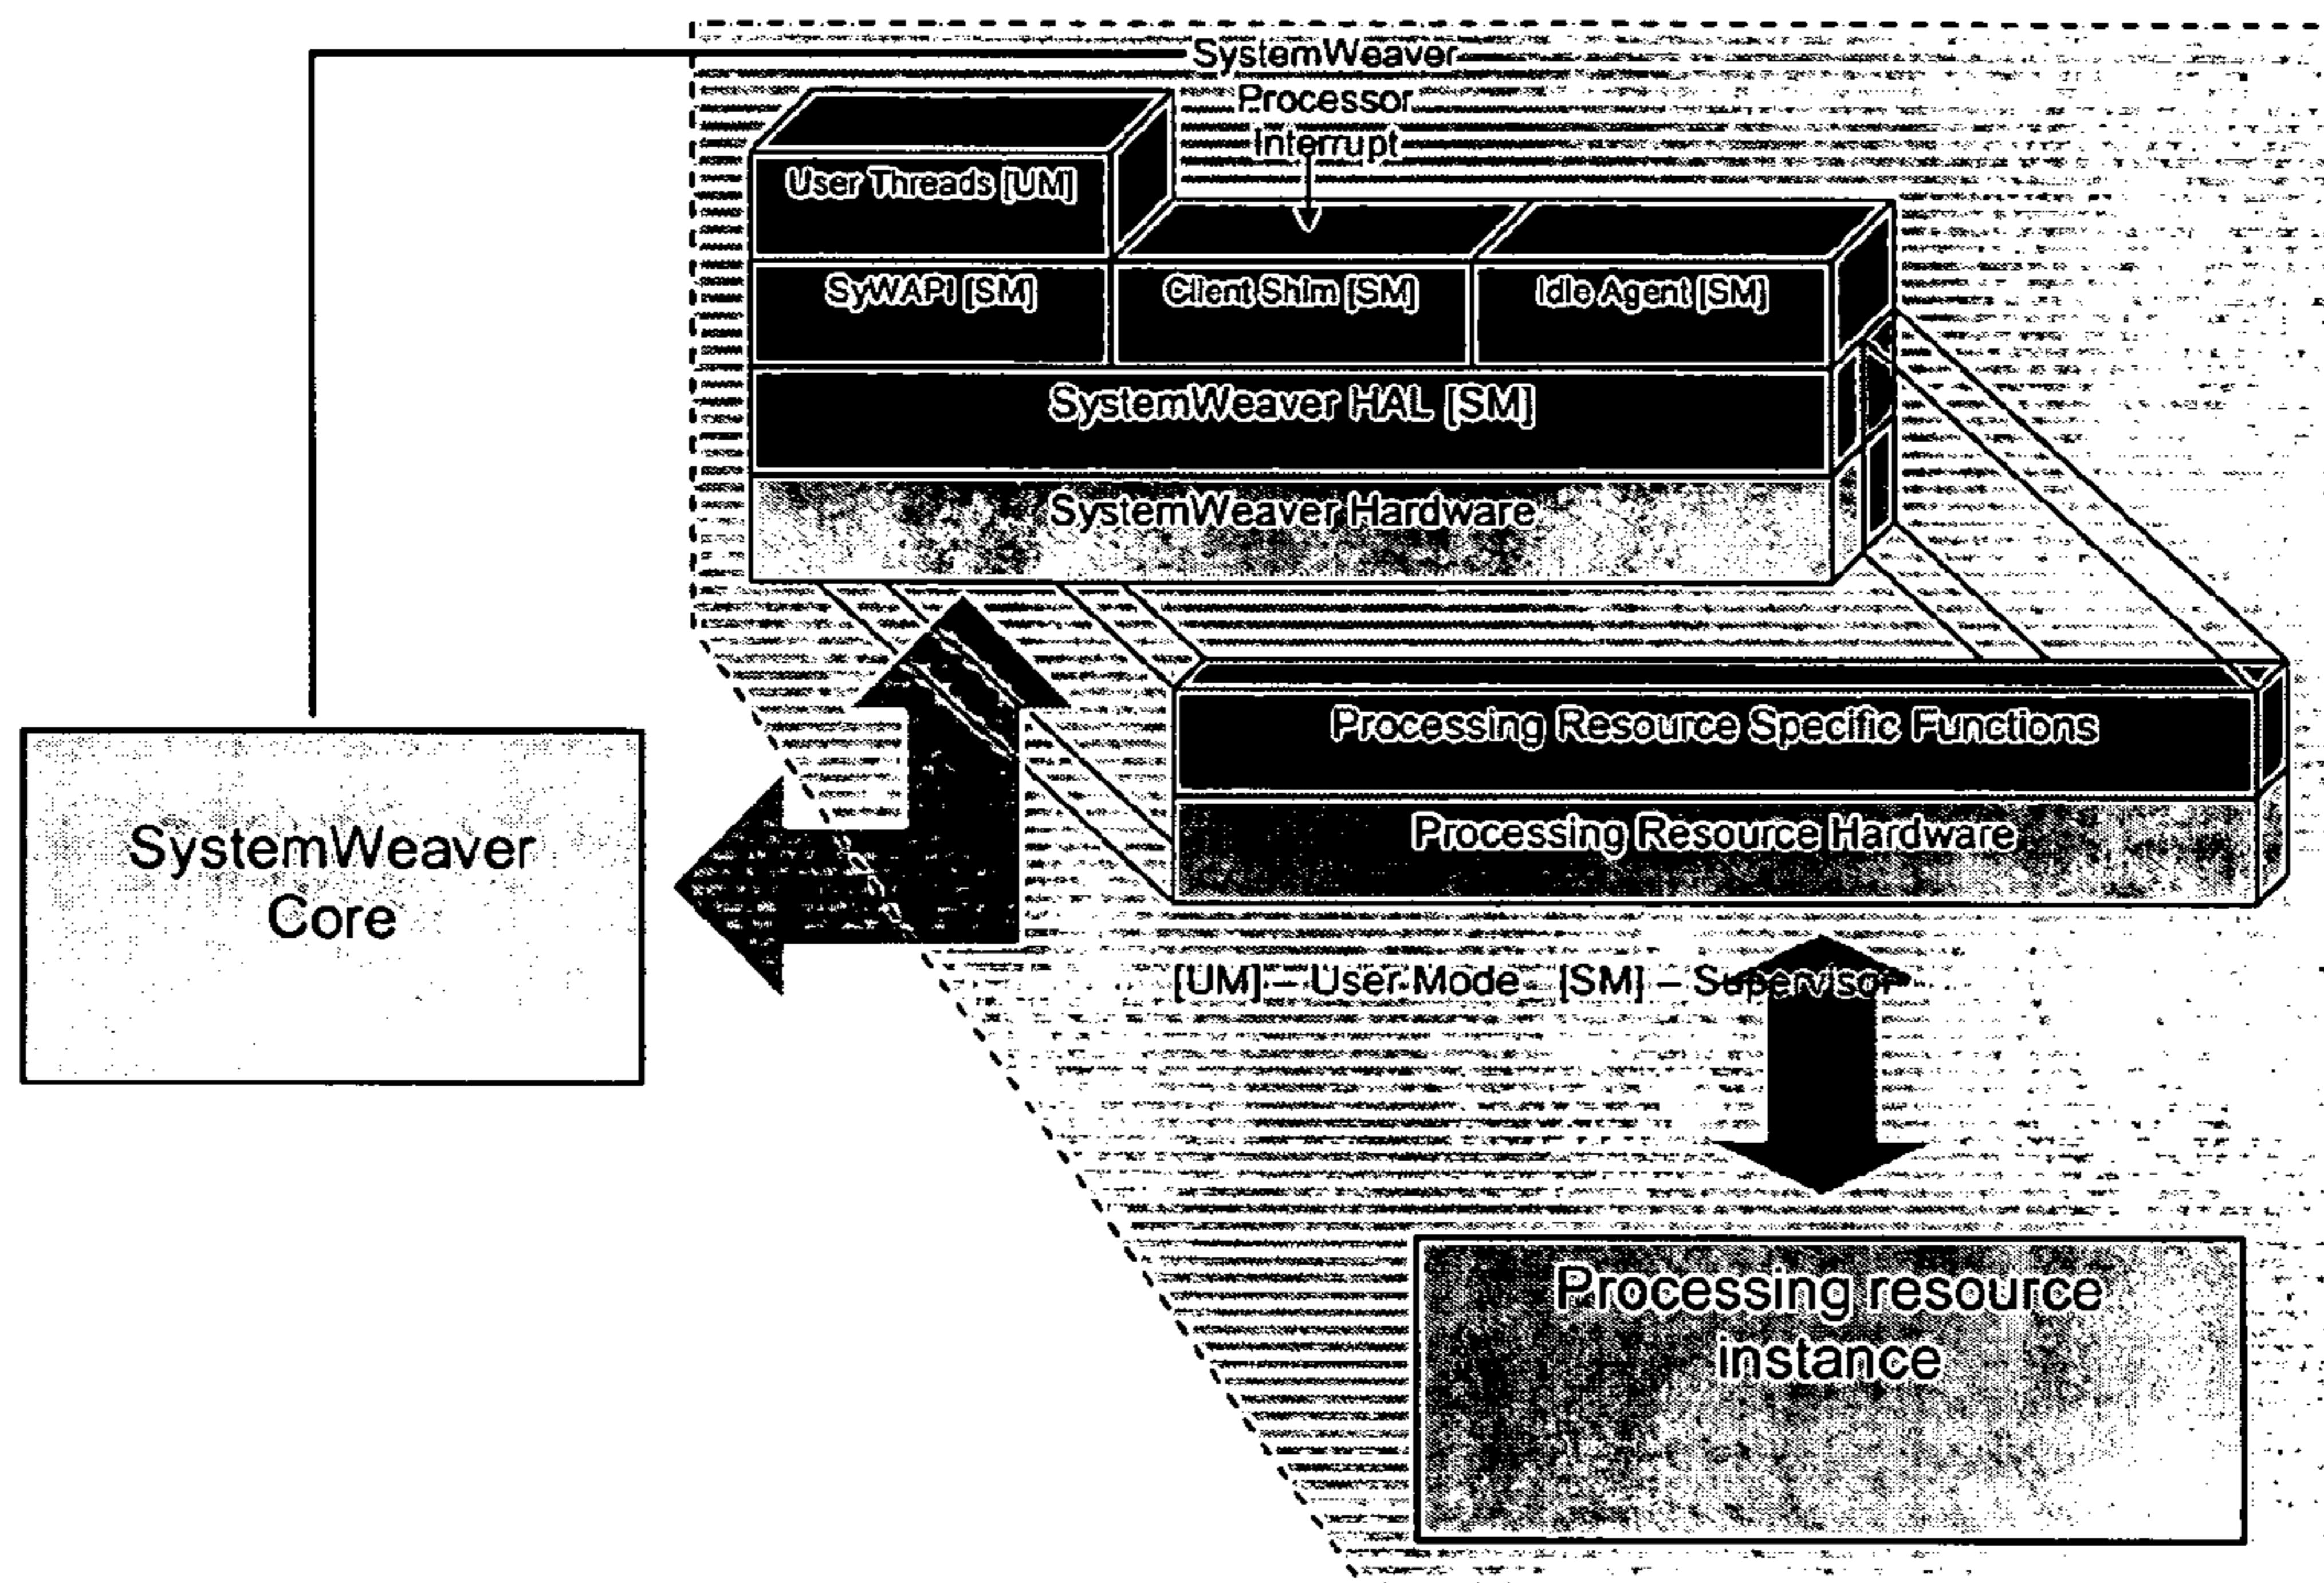 SystemWeaver
Processor
Interrupt
User Threads [UM]
SyWAPI [SM]
Client Shim [SM]
Idle Agent [SM]
SystemWeaver HAL [SM]
SystemWeaver Hardware
Processing Resource Specific Functions
Processing Resource Hardware
SystemWeaver
Core
[UM] – User Mode [SM] – Supervisor
Processing resource
instance